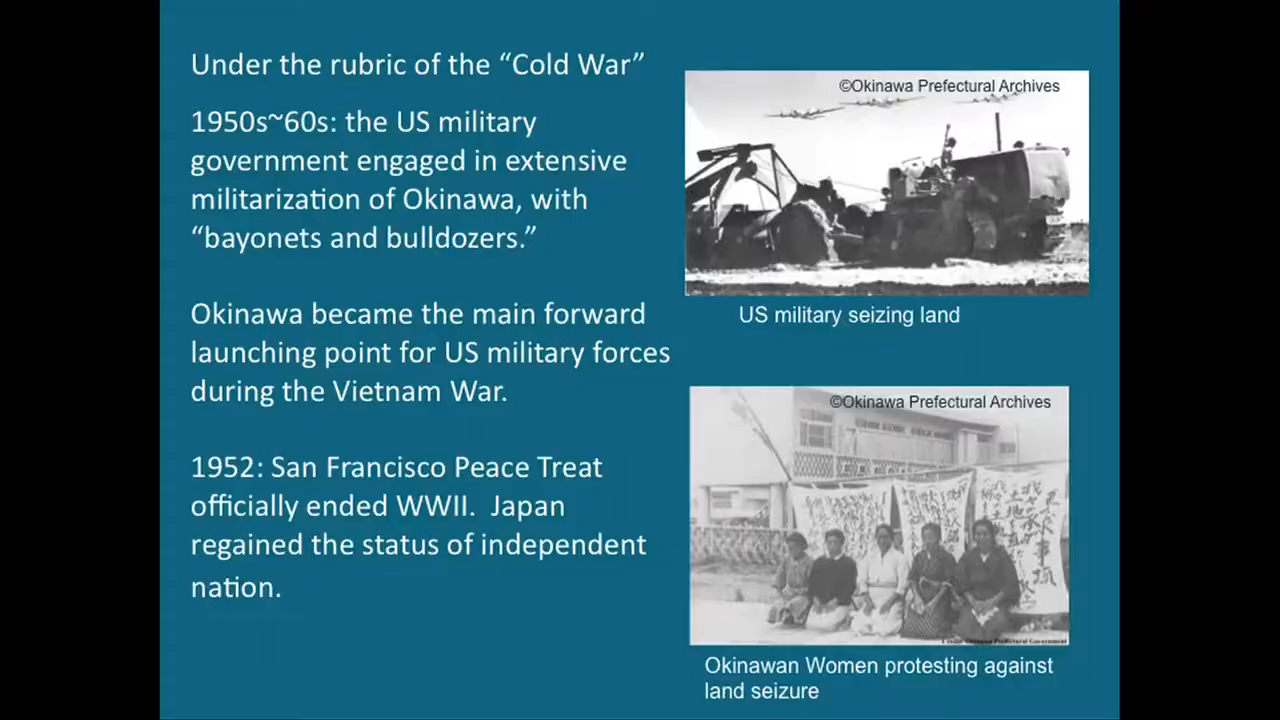 Under the rubric of the “Cold War”
1950s~60s: the US military
government engaged in extensive
militarization of Okinawa, with
“bayonets and bulldozers.”
Okinawa became the main forward
launching point for US military forces
during the Vietnam War.
1952: San Francisco Peace Treat
officially ended WWII.  Japan
regained the status of independent
nation.
©Okinawa Prefectural Archives
US military seizing land
©Okinawa Prefectural Archives
Okinawa Prefectural Government
Okinawan Women protesting against
land seizure